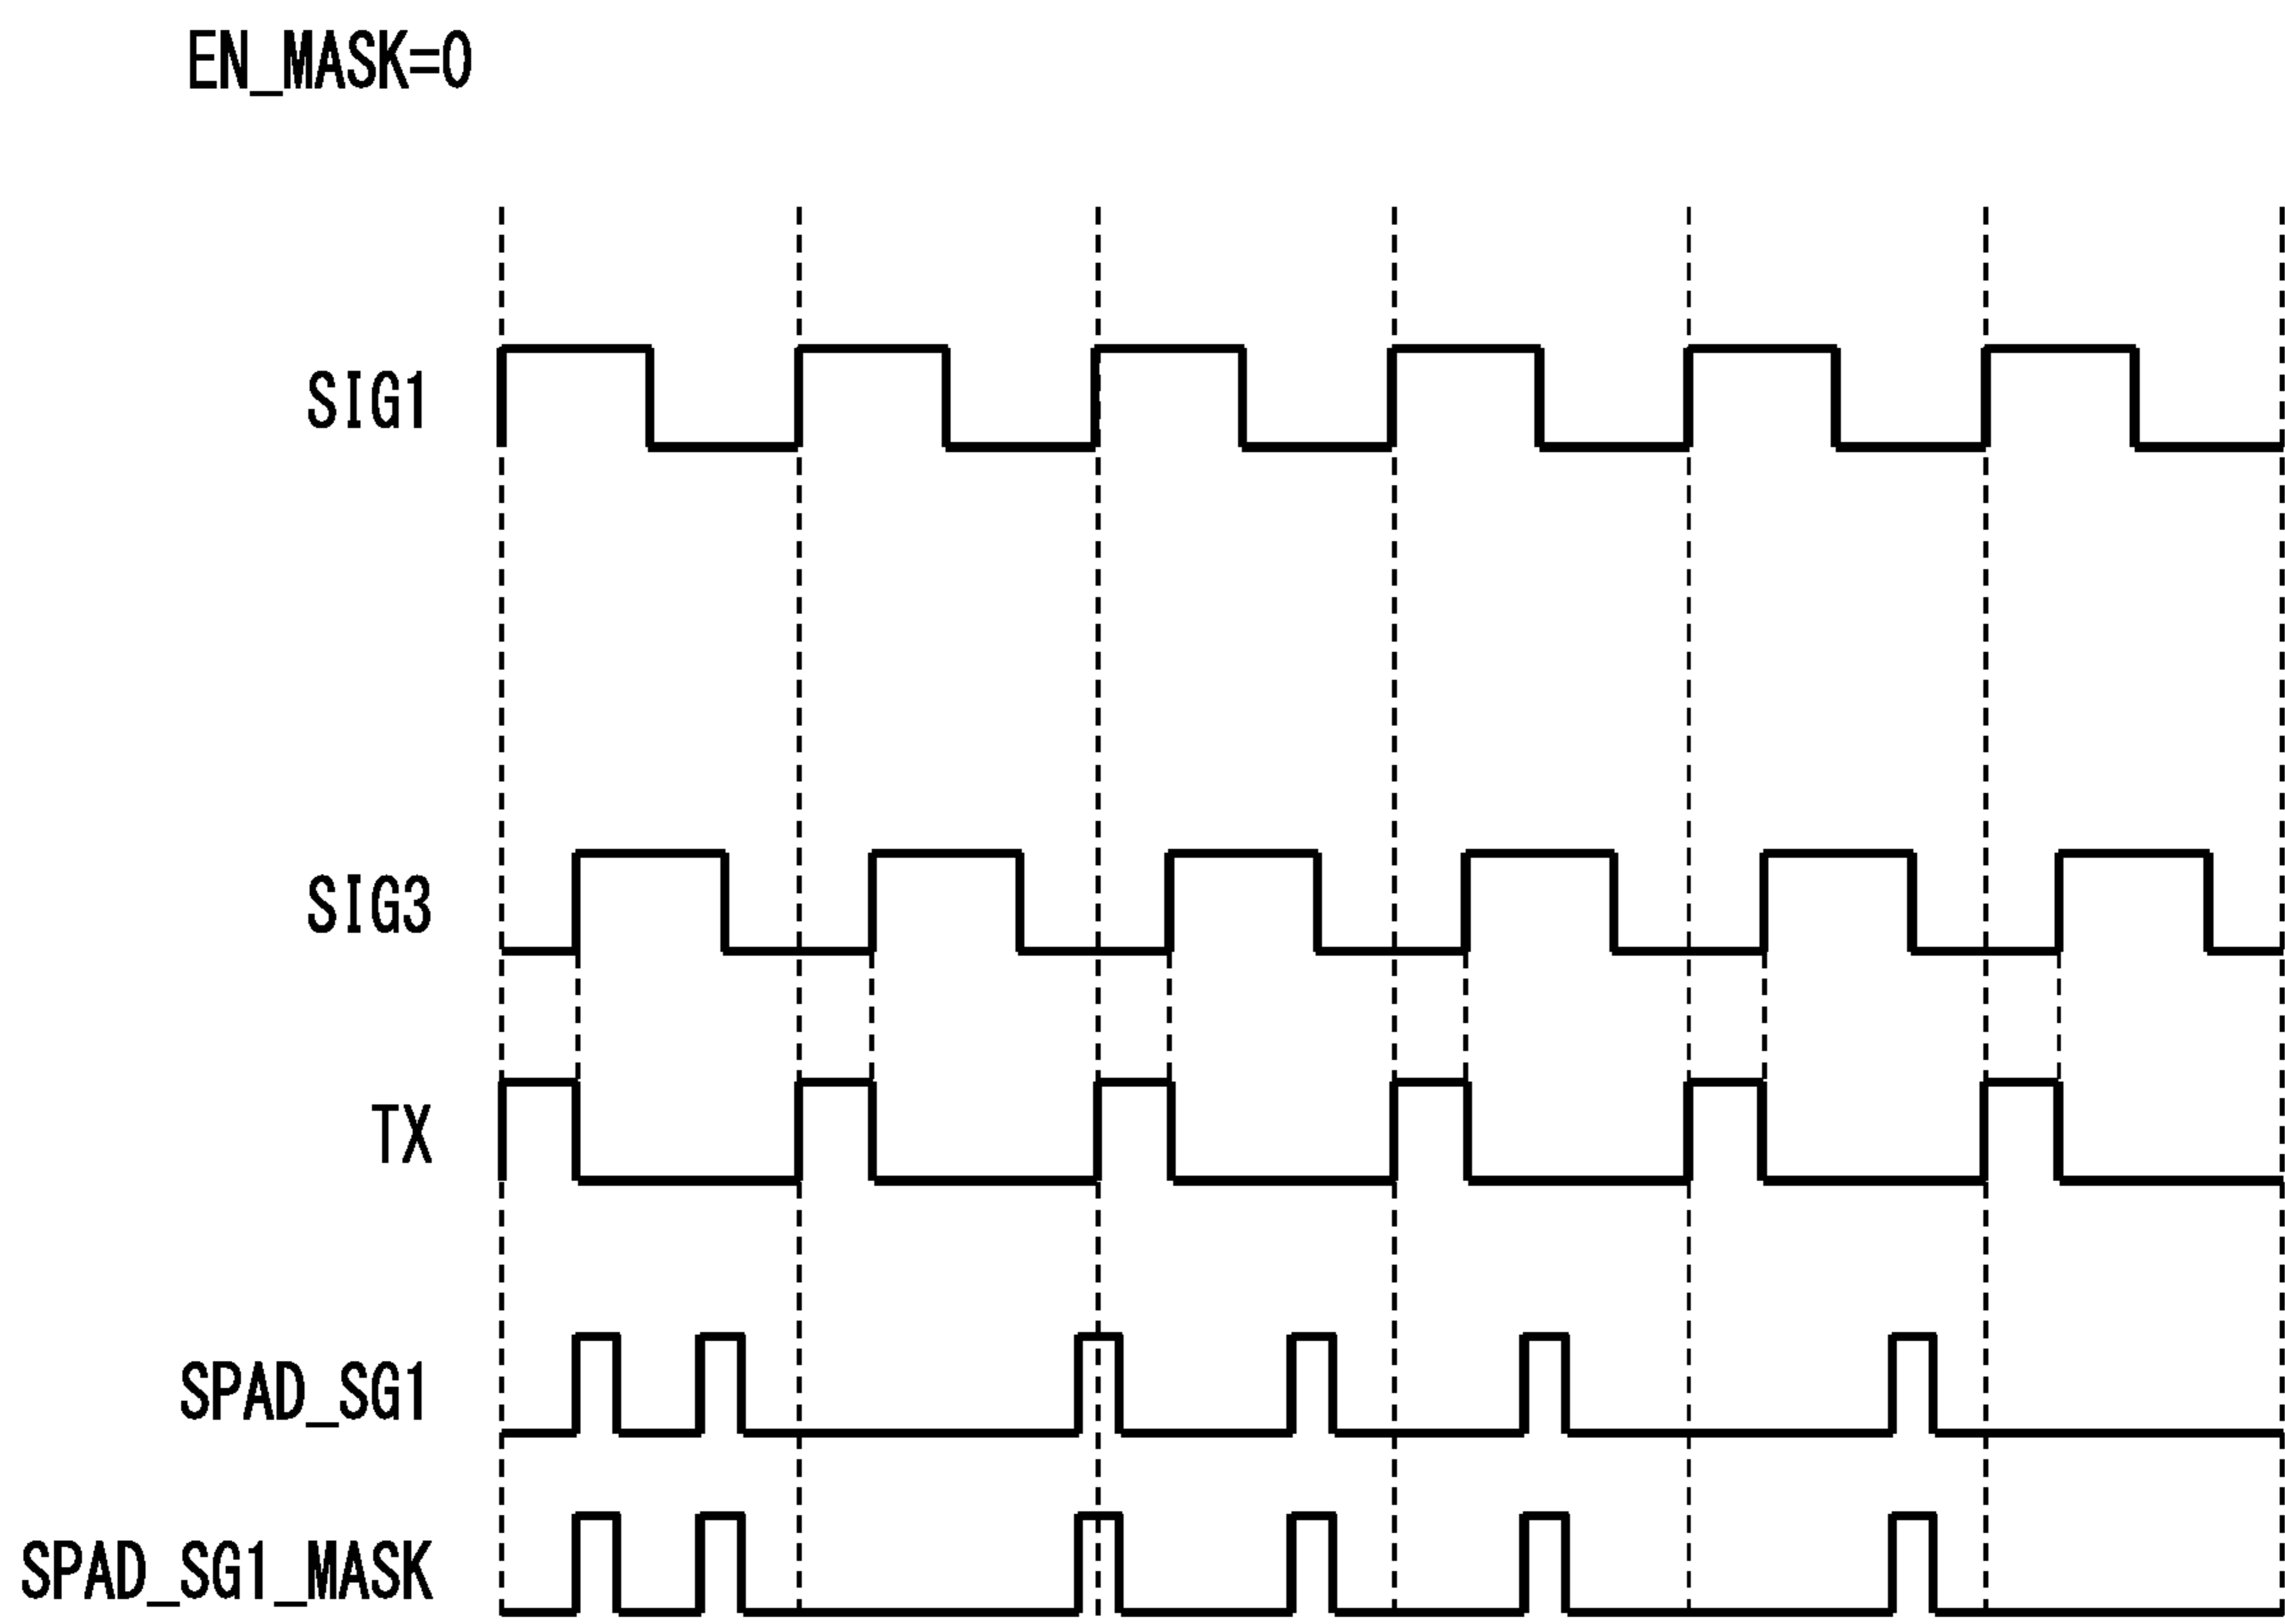 EN_MASK=0
SIG1
SIG3
TX
SPAD_SG1
SPAD_SG1_MASK